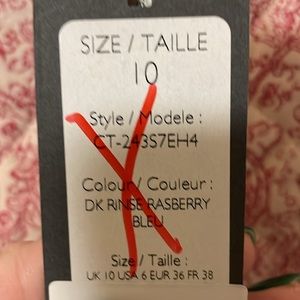 SIZE / TAILLE
10
Style / Modele :
CT-243S7EH4
Colour / Couleur :
DK RINSE RASBERRY
BLEU
Size / Taille :
UK 10 USA 6 EUR 36 FR 38